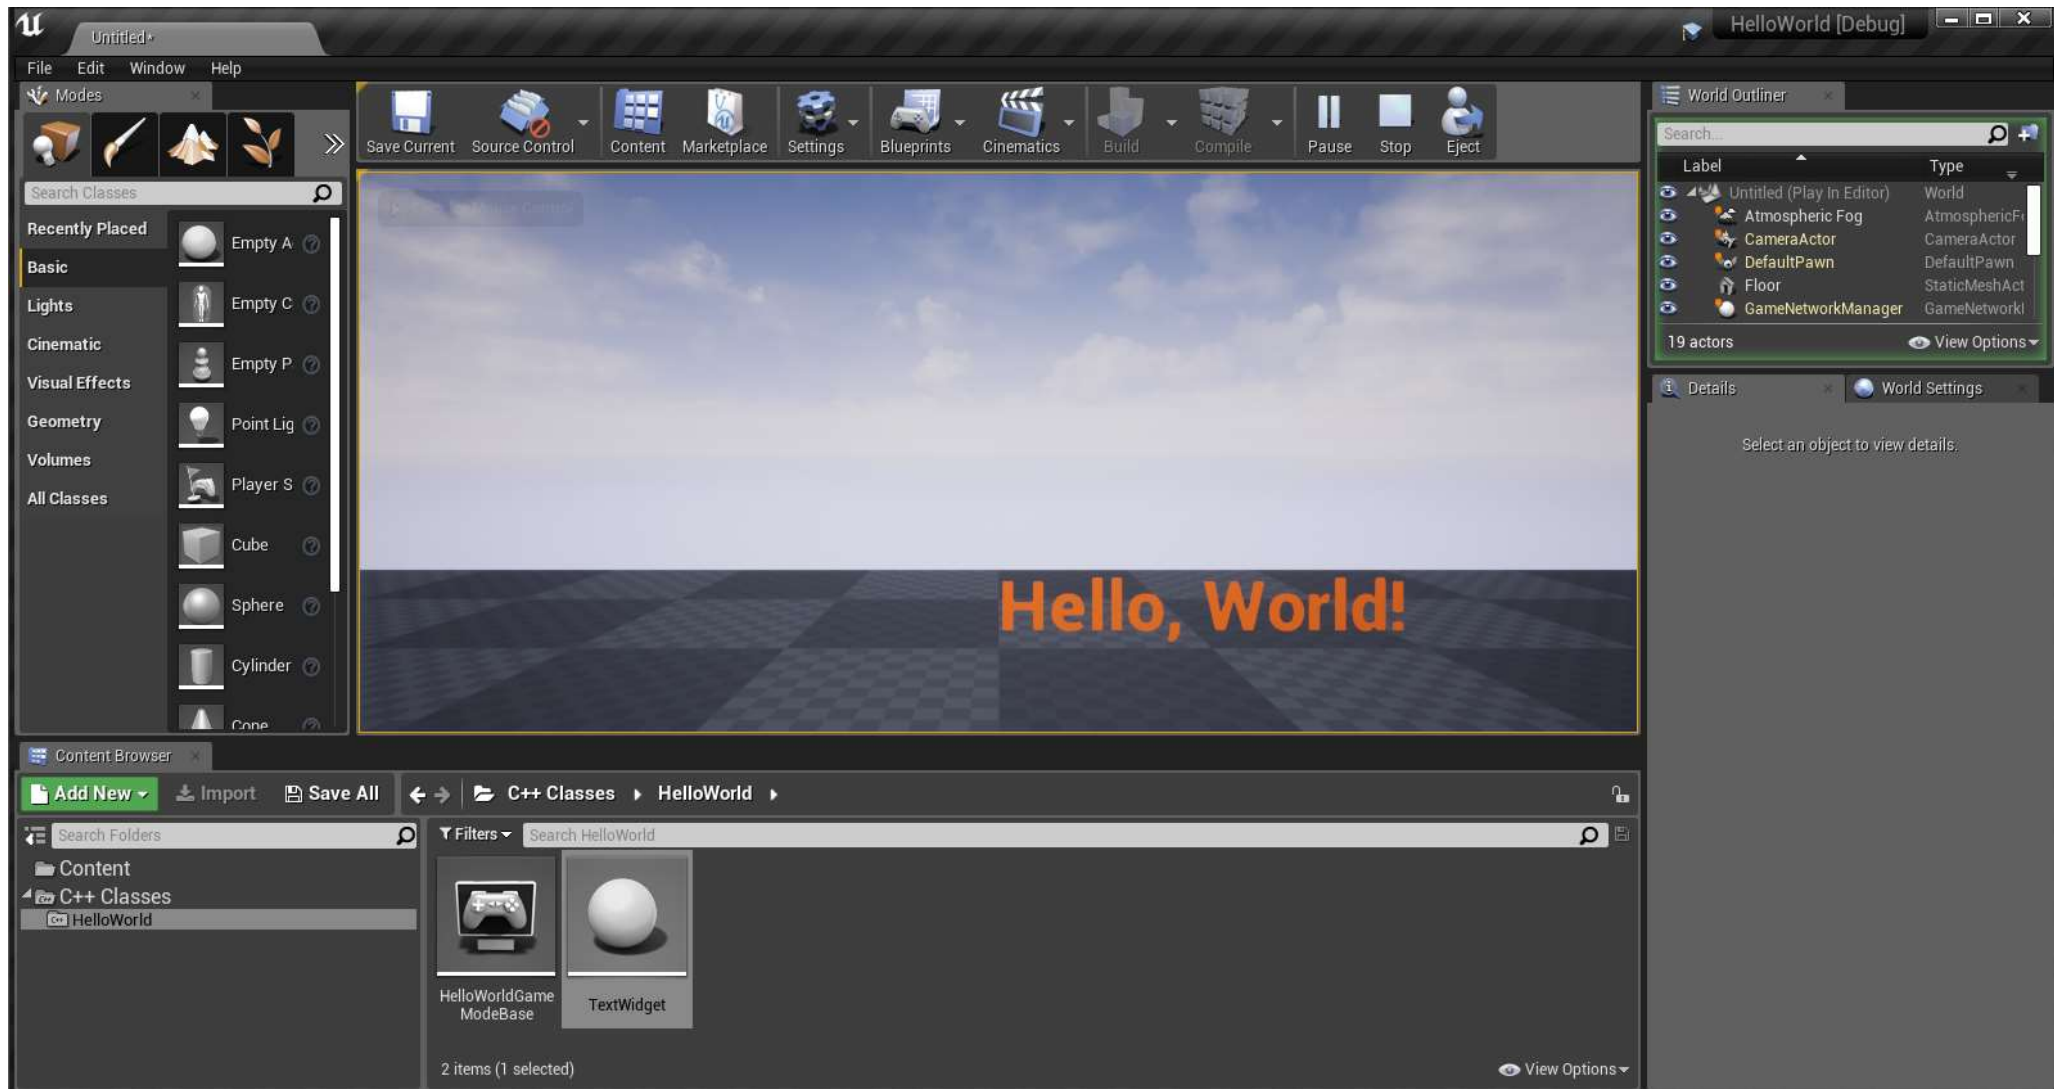 Untitled*
HelloWorld [Debug]
File Edit Window Help
Modes
Search Classes
Recently Placed
Basic
Lights
Cinematic
Visual Effects
Geometry
Volumes
All Classes
Empty A
Empty C
Empty P
Point Lig
Player S
Cube
Sphere
Cylinder
Cone
Save Current Source Control Content Marketplace Settings Blueprints Cinematics Build Compile Pause Stop Eject
Hello, World!
World Outliner
Search...
Label Type
Untitled (Play In Editor) World
Atmospheric Fog AtmosphericF
CameraActor CameraActor
DefaultPawn DefaultPawn
Floor StaticMeshAct
GameNetworkManager GameNetworkI
19 actors View Options
Details World Settings
Select an object to view details.
Content Browser
Add New Import Save All C++ Classes HelloWorld
Search Folders
Content
C++ Classes
HelloWorld
Filters Search HelloWorld
HelloWorldGame
ModeBase
TextWidget
2 items (1 selected) View Options